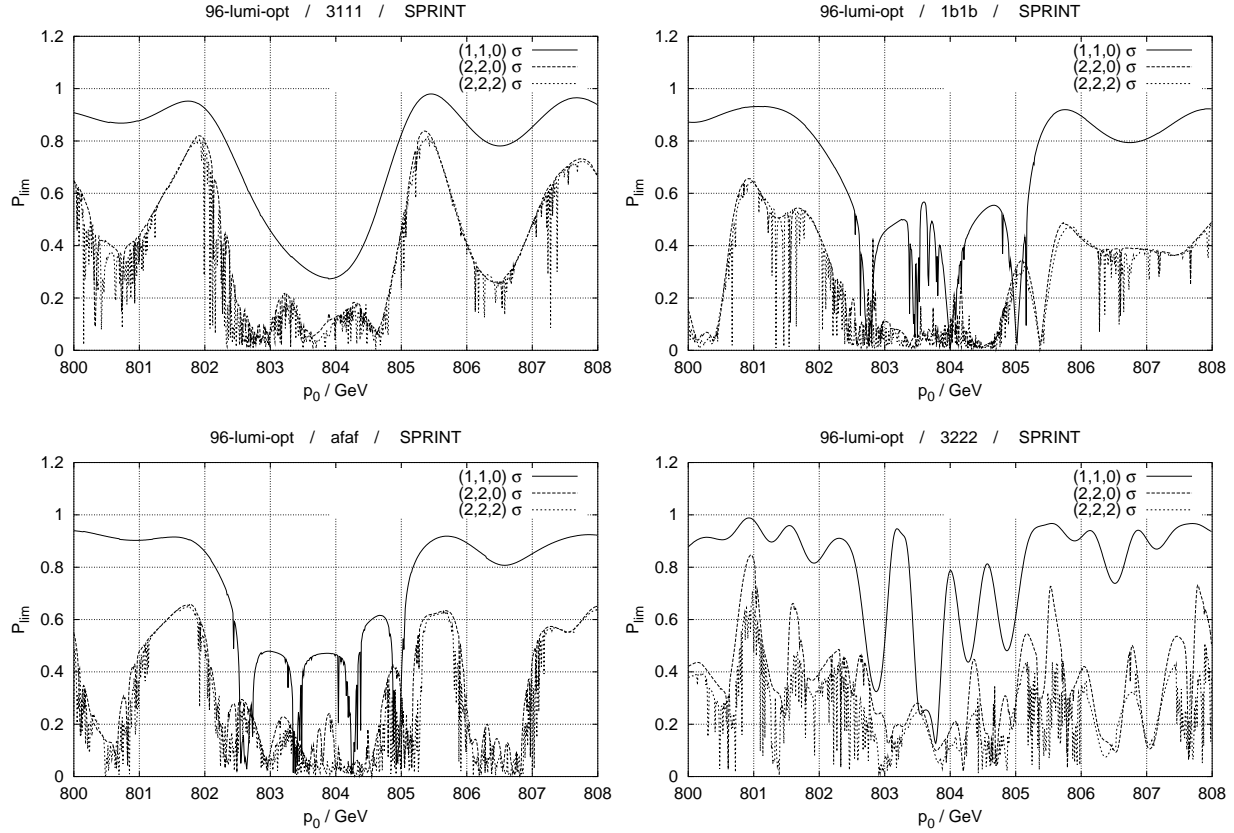 96-lumi-opt / 3111 / SPRINT
P_lim
1.2
1
0.8
0.6
0.4
0.2
0
(1,1,0) σ
(2,2,0) σ
(2,2,2) σ
800 801 802 803 804 805 806 807 808
p_0 / GeV
96-lumi-opt / 1b1b / SPRINT
P_lim
1.2
1
0.8
0.6
0.4
0.2
0
(1,1,0) σ
(2,2,0) σ
(2,2,2) σ
800 801 802 803 804 805 806 807 808
p_0 / GeV
96-lumi-opt / afaf / SPRINT
P_lim
1.2
1
0.8
0.6
0.4
0.2
0
(1,1,0) σ
(2,2,0) σ
(2,2,2) σ
800 801 802 803 804 805 806 807 808
p_0 / GeV
96-lumi-opt / 3222 / SPRINT
P_lim
1.2
1
0.8
0.6
0.4
0.2
0
(1,1,0) σ
(2,2,0) σ
(2,2,2) σ
800 801 802 803 804 805 806 807 808
p_0 / GeV